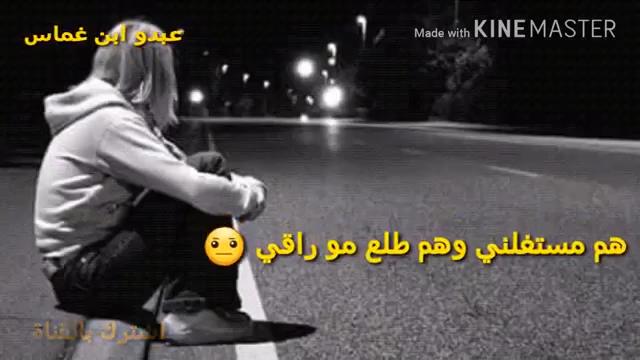 عبدو ابن غماس
Made with KINEMASTER
هم مستغلني وهم طلع مو راقي 😐
اشترك بالقناة